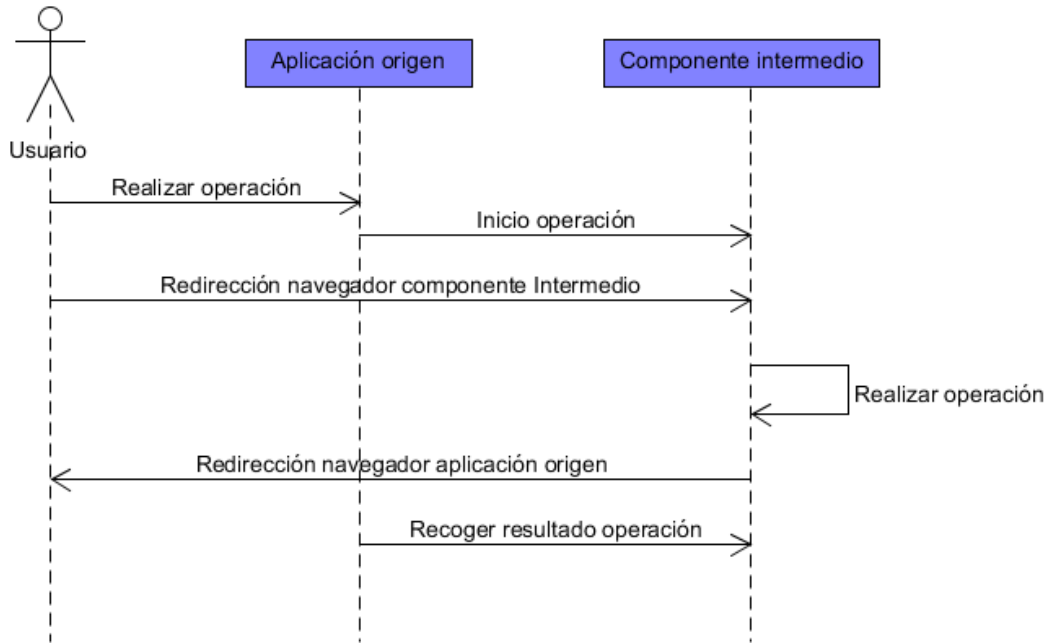 Aplicación origen
Componente intermedio
Usuario
Realizar operación
Inicio operación
Redirección navegador componente Intermedio
Realizar operación
Redirección navegador aplicación origen
Recoger resultado operación